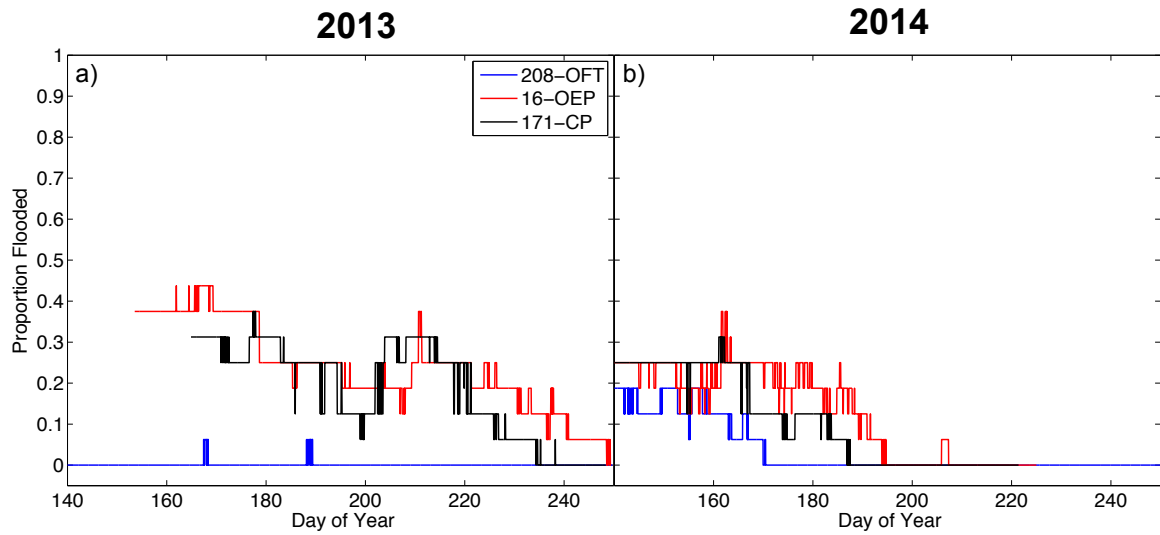 2013
2014
a)
208-OFT
16-OEP
171-CP
b)
Proportion Flooded
1
0.9
0.8
0.7
0.6
0.5
0.4
0.3
0.2
0.1
0
140 160 180 200 220 240
160 180 200 220 240
Day of Year
Day of Year